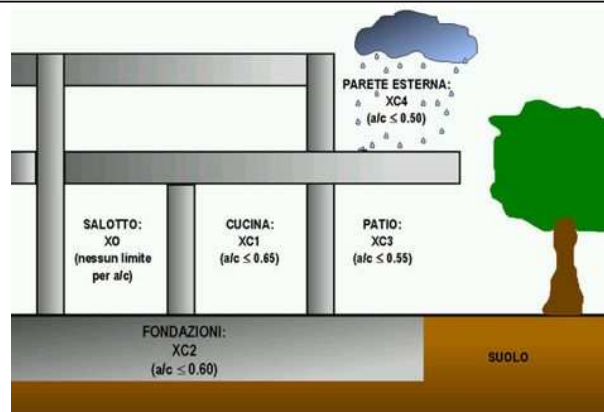 PARETE ESTERNA:
XC4
(a/c ≤ 0.50)
SALOTTO:
XO
(nessun limite
per a/c)
CUCINA:
XC1
(a/c ≤ 0.65)
PATIO:
XC3
(a/c ≤ 0.55)
FONDAZIONI:
XC2
(a/c ≤ 0.60)
SUOLO